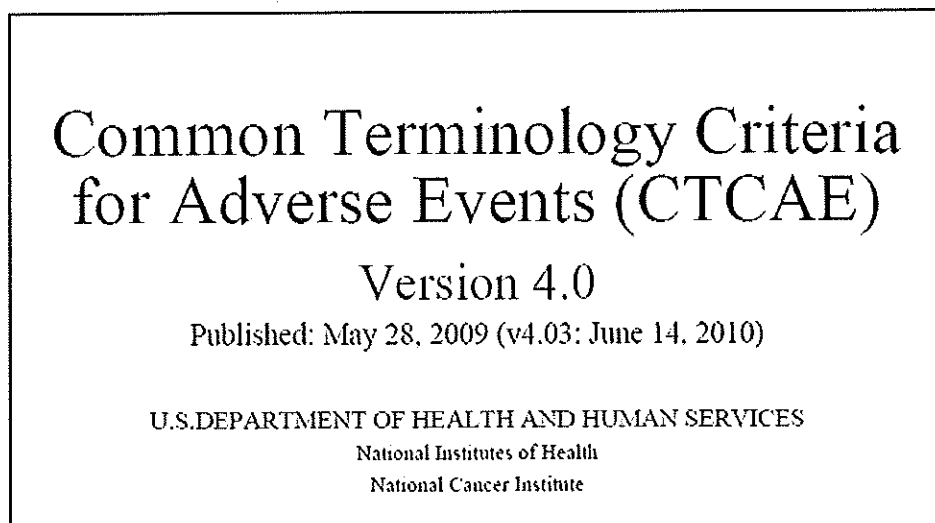 Common Terminology Criteria
for Adverse Events (CTCAE)
Version 4.0
Published: May 28, 2009 (v4.03: June 14, 2010)
U.S.DEPARTMENT OF HEALTH AND HUMAN SERVICES
National Institutes of Health
National Cancer Institute